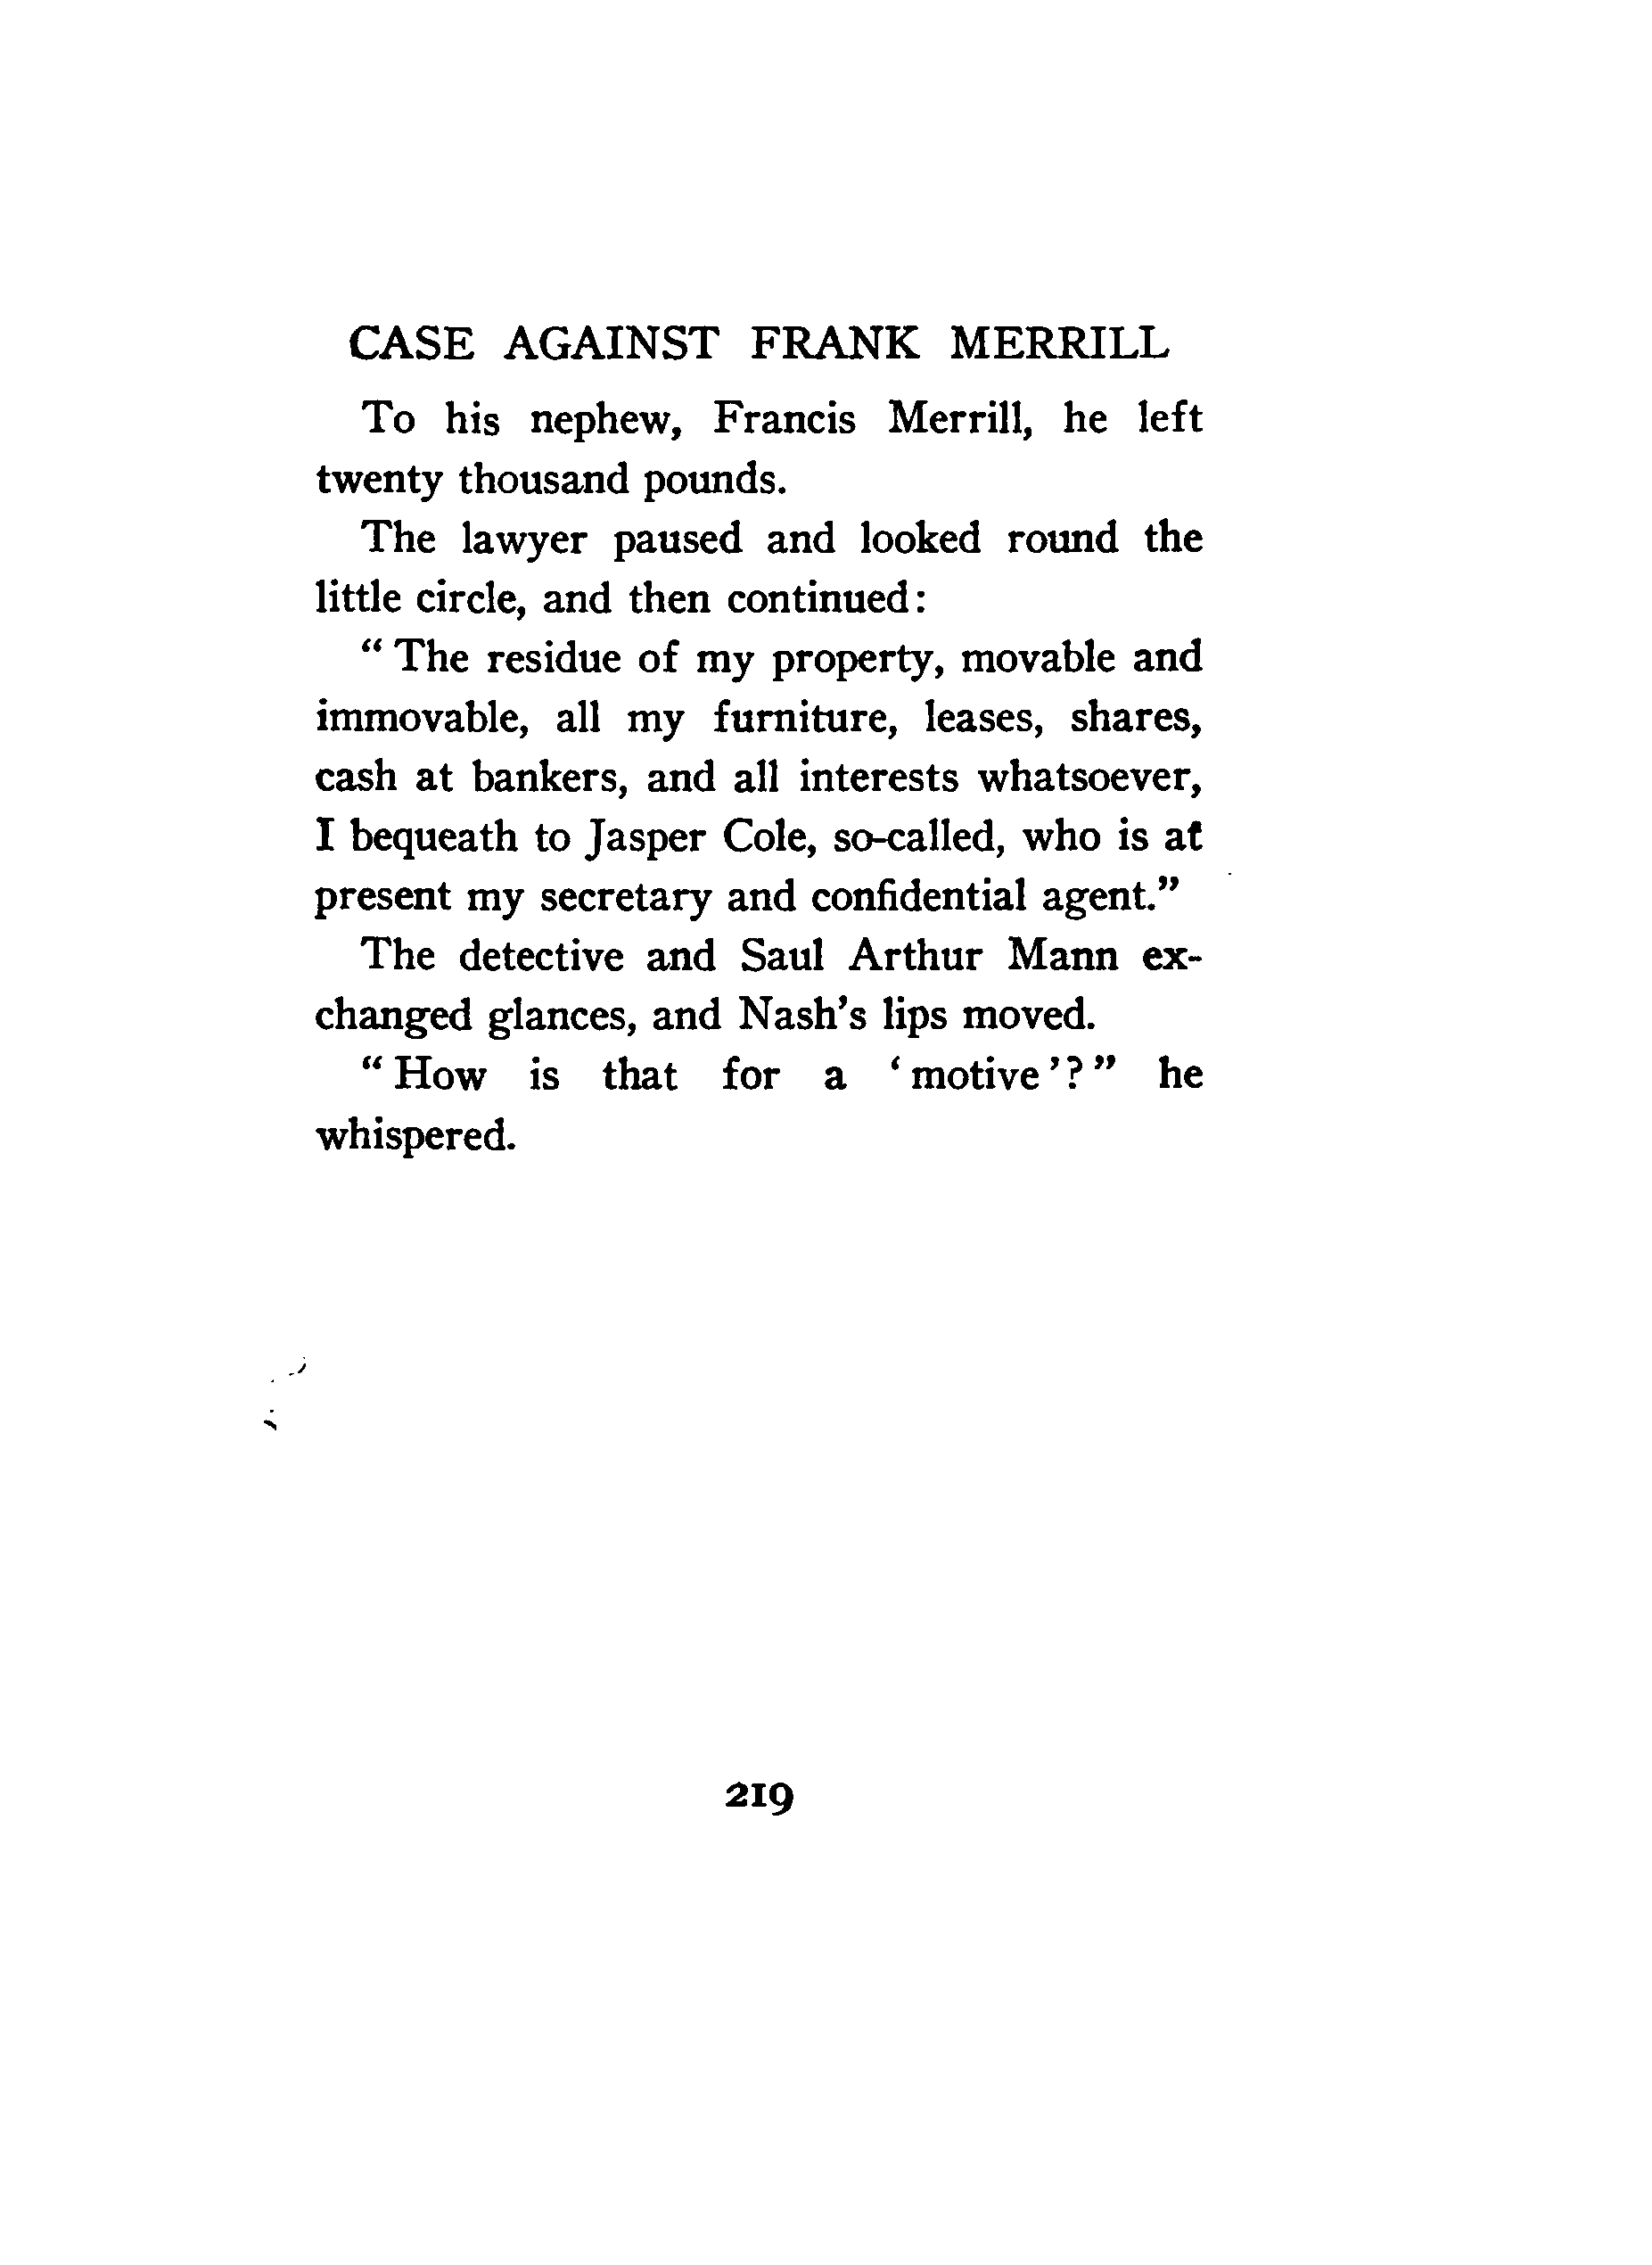 CASE AGAINST FRANK MERRILL
To his nephew, Francis Merrill, he left
twenty thousand pounds.
The lawyer paused and looked round the
little circle, and then continued:
“ The residue of my property, movable and
immovable, all my furniture, leases, shares,
cash at bankers, and all interests whatsoever,
I bequeath to Jasper Cole, so-called, who is at
present my secretary and confidential agent.”
The detective and Saul Arthur Mann ex-
changed glances, and Nash’s lips moved.
“ How is that for a ‘ motive ’? ” he
whispered.
219